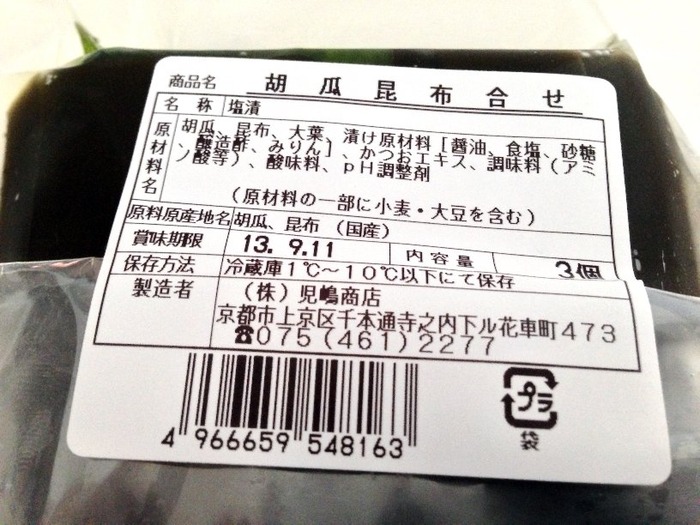 商品名 胡瓜昆布合せ
名称 塩漬
原材料名 胡瓜、昆布、大葉、漬け原材料［醤油、食塩、砂糖
、醸造酢、みりん］、かつおエキス、調味料（アミ
ノ酸等）、酸味料、pH調整剤
（原材料の一部に小麦・大豆を含む）
原料原産地名 胡瓜、昆布（国産）
賞味期限 13. 9.11 内容量 3個
保存方法 冷蔵庫1℃～10℃以下にて保存
製造者 （株）児嶋商店
京都市上京区千本通寺之内下ル花車町473
☎075(461)2277
プラ
袋
4 966659 548163